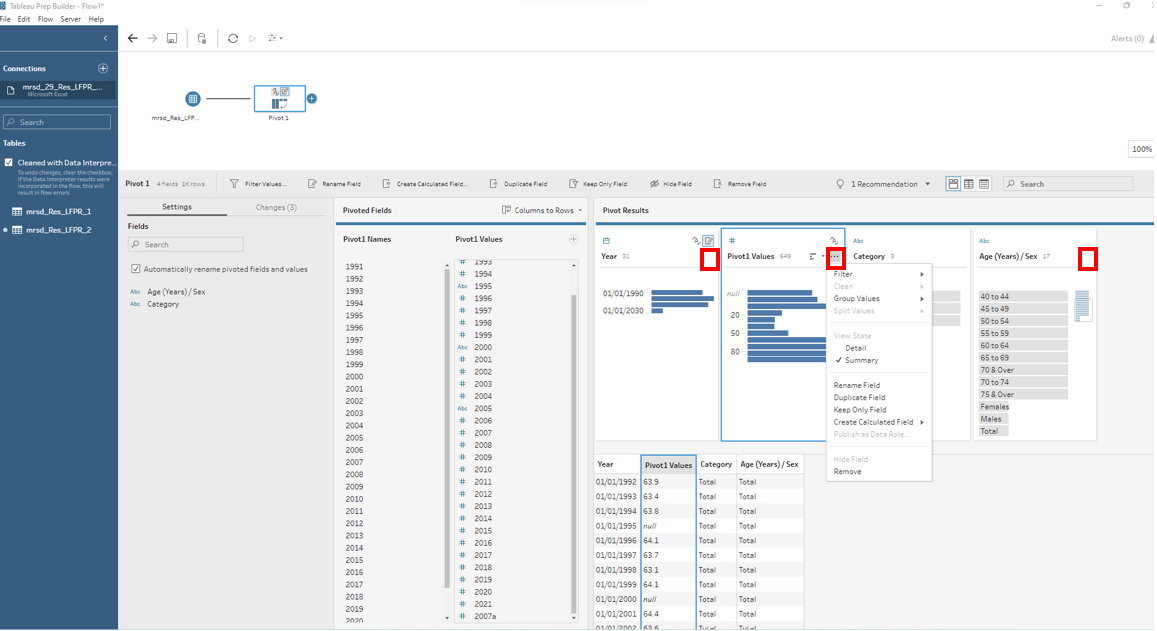 Tableau Prep Builder - Flow1*
File Edit Flow Server Help
Alerts (0)
Connections
mrsd_29_Res_LFPR_...
Microsoft Excel
Search
Tables
Cleaned with Data Interpre...
To undo changes, clear the checkbox.
If the Data Interpreter results were
incorporated in the flow, this will
result in flow errors.
mrsd_Res_LFPR_1
mrsd_Res_LFPR_2
mrsd_Res_LFP...
Pivot 1
100%
Pivot 1 4 fields 1K rows
Filter Values... Rename Field Create Calculated Field... Duplicate Field Keep Only Field Hide Field Remove Field 1 Recommendation Search
Settings Changes (3)
Fields
Search
Automatically rename pivoted fields and values
Abc Age (Years) / Sex
Abc Category
Pivoted Fields Columns to Rows
Pivot1 Names
1991
1992
1993
1994
1995
1996
1997
1998
1999
2000
2001
2002
2003
2004
2005
2006
2007
2008
2009
2010
2011
2012
2013
2014
2015
2016
2017
2018
2019
2020
Pivot1 Values
# 1993
# 1994
Abc 1995
# 1996
# 1997
# 1998
# 1999
Abc 2000
# 2001
# 2002
# 2003
# 2004
Abc 2005
# 2006
# 2007
# 2008
# 2009
# 2010
# 2011
# 2012
# 2013
# 2014
# 2015
# 2016
# 2017
# 2018
# 2019
# 2020
# 2021
# 2007a
Pivot Results
Year 31
01/01/1990
01/01/2030
#
Pivot1 Values 649
null
20
50
80
Abc
Category 3
Filter
Clean
Group Values
Split Values
View State
Detail
✓ Summary
Rename Field
Duplicate Field
Keep Only Field
Create Calculated Field
Publish as Data Role...
Hide Field
Remove
Abc
Age (Years) / Sex 17
40 to 44
45 to 49
50 to 54
55 to 59
60 to 64
65 to 69
70 & Over
70 to 74
75 & Over
Females
Males
Total
Year Pivot1 Values Category Age (Years) / Sex
01/01/1992 63.9 Total Total
01/01/1993 63.4 Total Total
01/01/1994 63.8 Total Total
01/01/1995 null Total Total
01/01/1996 64.1 Total Total
01/01/1997 63.7 Total Total
01/01/1998 63.1 Total Total
01/01/1999 64.1 Total Total
01/01/2000 null Total Total
01/01/2001 64.4 Total Total
01/01/2002 63.6 Total Total